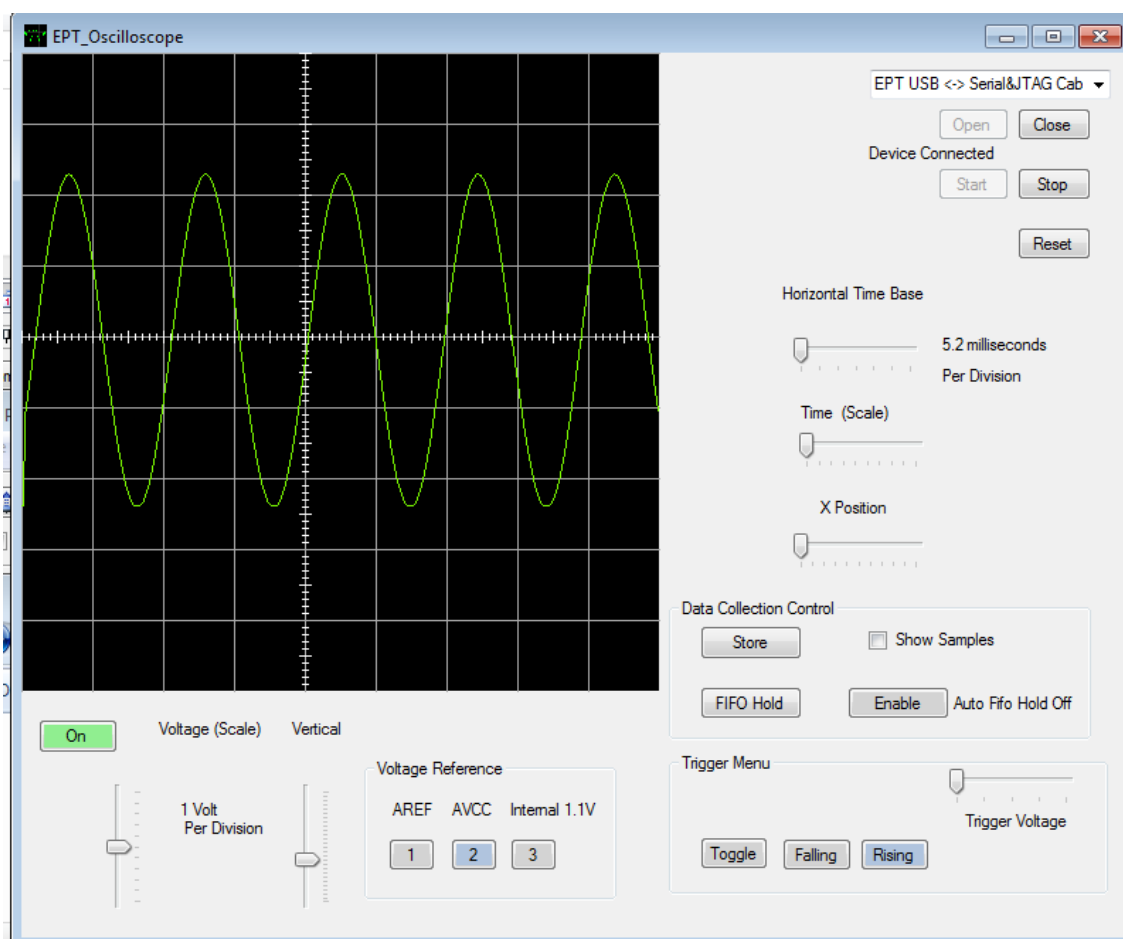 EPT_Oscilloscope
EPT USB <-> Serial&JTAG Cab
Open Close
Device Connected
Start Stop
Reset
Horizontal Time Base
5.2 milliseconds
Per Division
Time (Scale)
X Position
Data Collection Control
Store Show Samples
FIFO Hold Enable Auto Fifo Hold Off
On Voltage (Scale) Vertical
1 Volt
Per Division
Voltage Reference
AREF AVCC Internal 1.1V
1 2 3
Trigger Menu
Trigger Voltage
Toggle Falling Rising